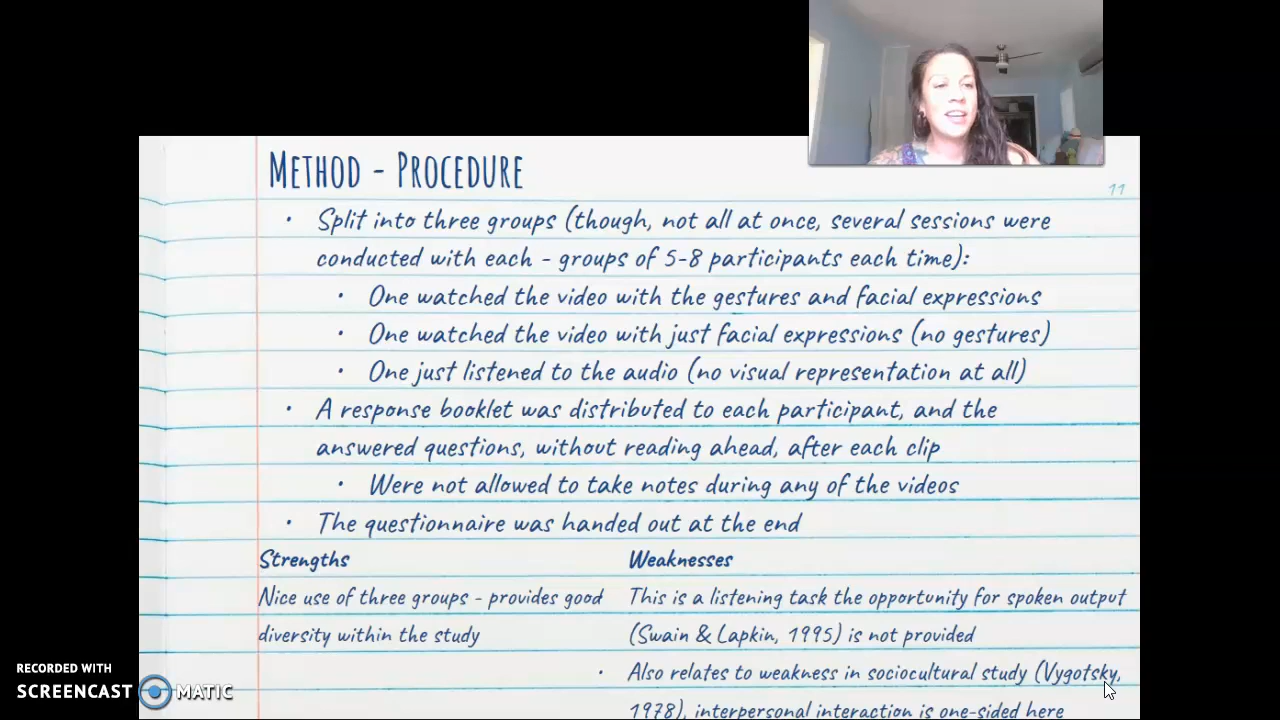 METHOD - PROCEDURE
11
• Split into three groups (though, not all at once, several sessions were
conducted with each - groups of 5-8 participants each time):
• One watched the video with the gestures and facial expressions
• One watched the video with just facial expressions (no gestures)
• One just listened to the audio (no visual representation at all)
• A response booklet was distributed to each participant, and the
answered questions, without reading ahead, after each clip
• Were not allowed to take notes during any of the videos
• The questionnaire was handed out at the end
Strengths
Nice use of three groups - provides good
diversity within the study
Weaknesses
This is a listening task the opportunity for spoken output
(Swain & Lapkin, 1995) is not provided
• Also relates to weakness in sociocultural study (Vygotsky,
1978), interpersonal interaction is one-sided here
RECORDED WITH
SCREENCAST MATIC